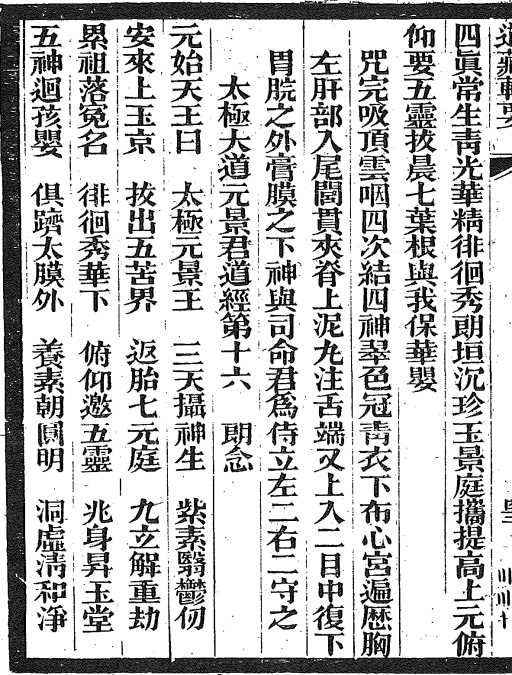 道藏輯要
四眞常生青光華精徘徊秀朗垣沉珍玉景庭攜提高上元俯
仰要五靈拔晨七葉根與我保華嬰
咒完吸頂雲咽四次結四神翠色冠青衣下布心宮遍歷胸
左肝部入尾閭貫夾脊上泥丸注舌端又上入二目中復下
胃脘之外膏膜之下神與司命君爲侍立左二右二守之
太極大道元景君道經第十六 朗念
元始天王曰 太極元景王 三天攝神生 紫素翳鬱仞
安來上玉京 拔出五苦界 返胎七元庭 九立解重劫
累祖落冤名 徘徊秀華下 俯仰邀五靈 兆身昇玉堂
五神迴孩嬰 俱躋太膜外 養素朝圓明 洞虛清和淨